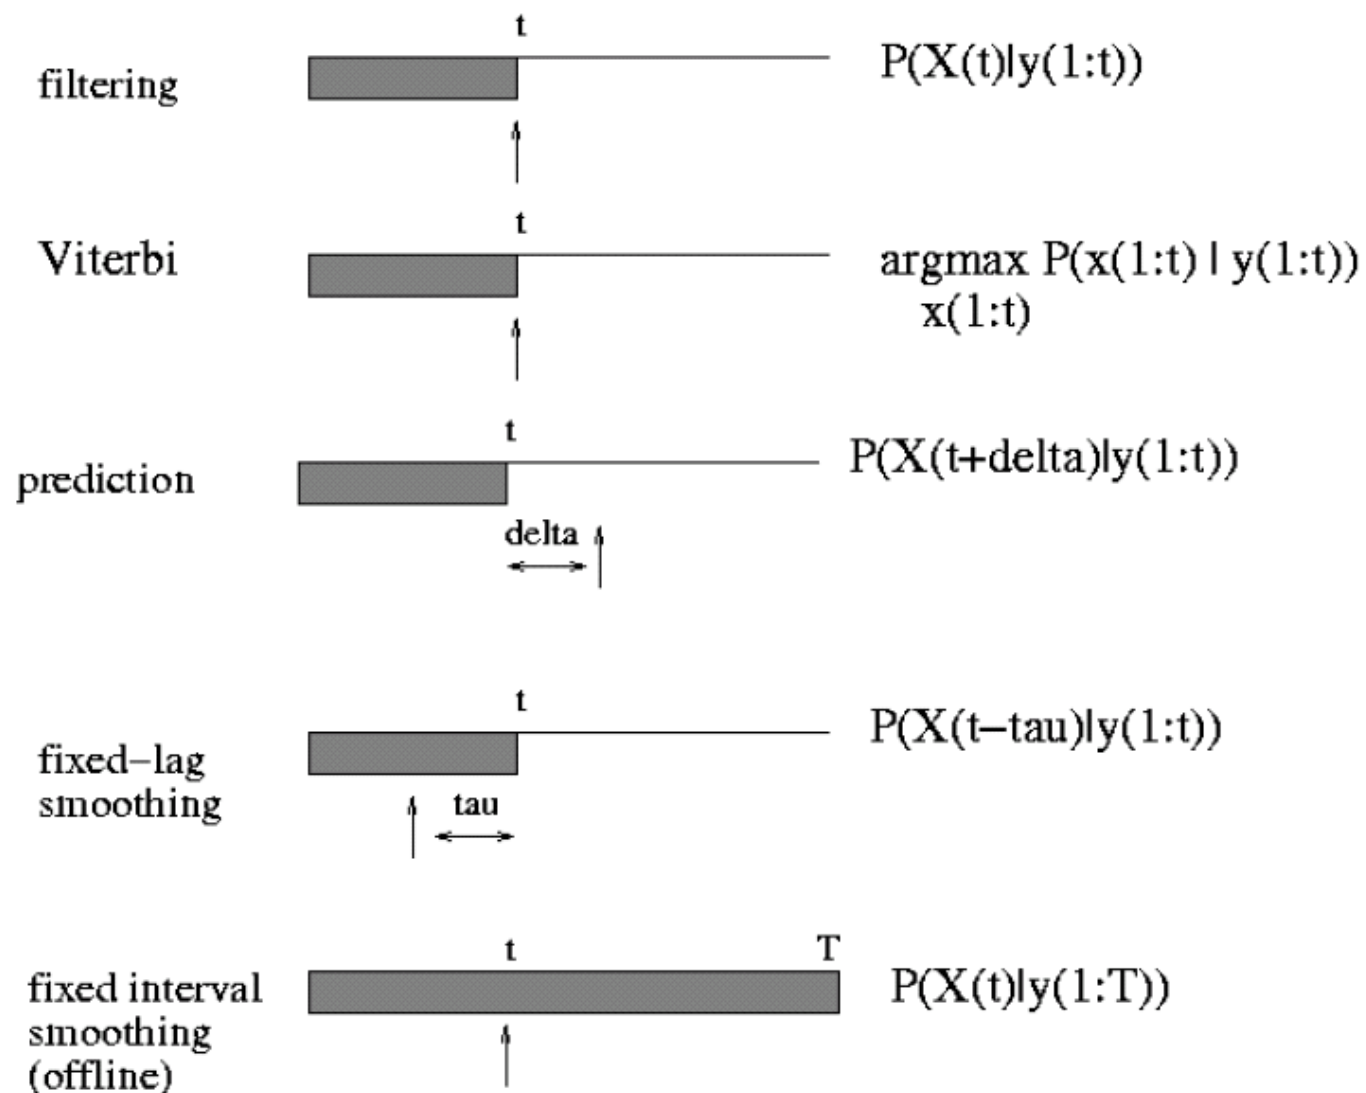 t
filtering
P(X(t)|y(1:t))
t
Viterbi
argmax P(x(1:t) | y(1:t))
x(1:t)
t
prediction
P(X(t+delta)|y(1:t))
delta
t
fixed−lag
smoothing
P(X(t−tau)|y(1:t))
tau
t
T
fixed interval
smoothing
(offline)
P(X(t)|y(1:T))